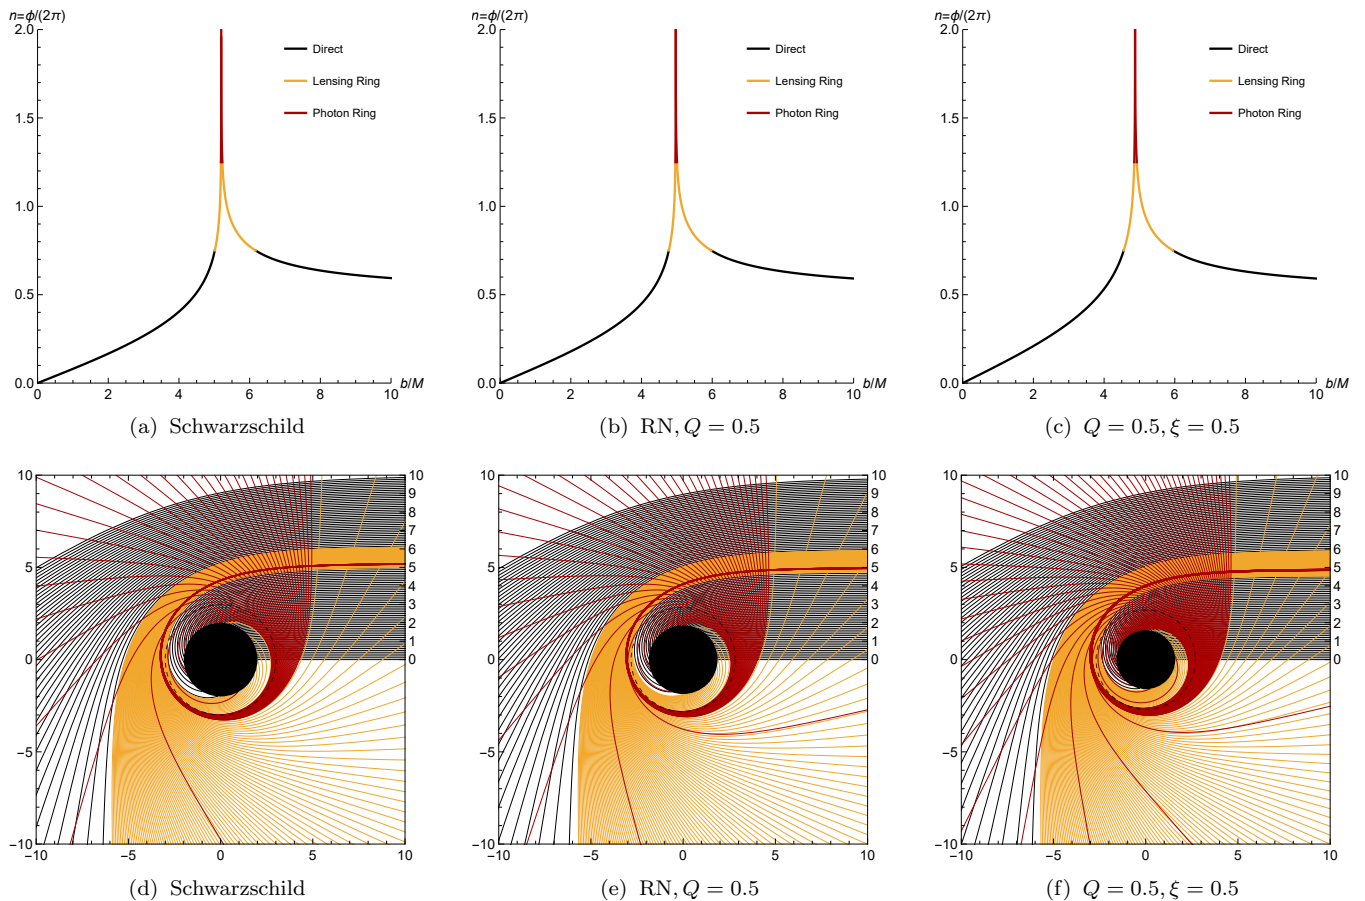 n=ϕ/(2π)
2.0
1.5
1.0
0.5
0.0
0 2 4 6 8 10
b/M
Direct
Lensing Ring
Photon Ring
(a) Schwarzschild
n=ϕ/(2π)
2.0
1.5
1.0
0.5
0.0
0 2 4 6 8 10
b/M
Direct
Lensing Ring
Photon Ring
(b) RN, Q = 0.5
n=ϕ/(2π)
2.0
1.5
1.0
0.5
0.0
0 2 4 6 8 10
b/M
Direct
Lensing Ring
Photon Ring
(c) Q = 0.5, ξ = 0.5
10
5
0
−5
−10
−10 −5 0 5 10
10
9
8
7
6
5
4
3
2
1
0
(d) Schwarzschild
10
5
0
−5
−10
−10 −5 0 5 10
10
9
8
7
6
5
4
3
2
1
0
(e) RN, Q = 0.5
10
5
0
−5
−10
−10 −5 0 5 10
10
9
8
7
6
5
4
3
2
1
0
(f) Q = 0.5, ξ = 0.5